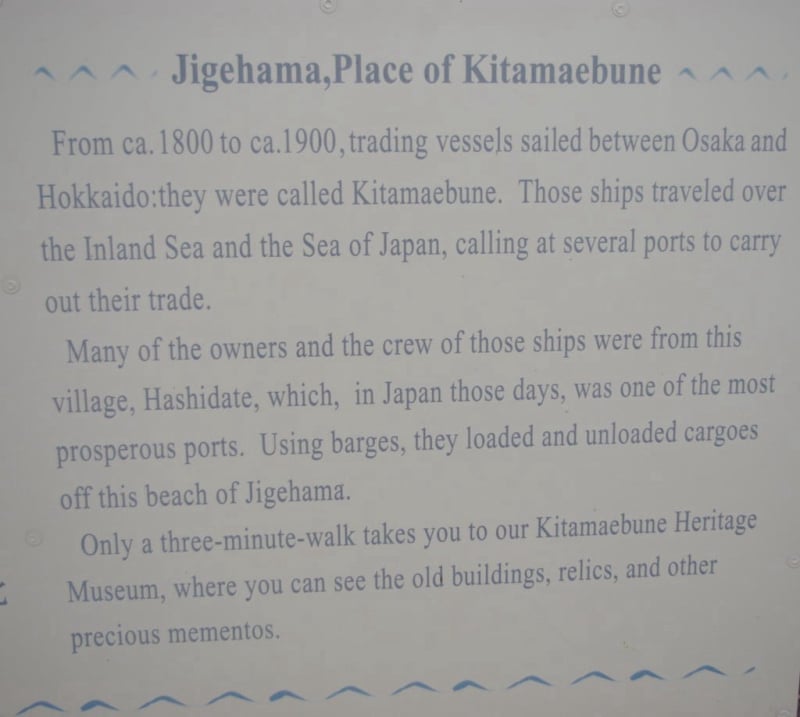 Jigehama,Place of Kitamaebune
From ca.1800 to ca.1900,trading vessels sailed between Osaka and
Hokkaido:they were called Kitamaebune. Those ships traveled over
the Inland Sea and the Sea of Japan, calling at several ports to carry
out their trade.
Many of the owners and the crew of those ships were from this
village, Hashidate, which, in Japan those days, was one of the most
prosperous ports. Using barges, they loaded and unloaded cargoes
off this beach of Jigehama.
Only a three-minute-walk takes you to our Kitamaebune Heritage
Museum, where you can see the old buildings, relics, and other
precious mementos.